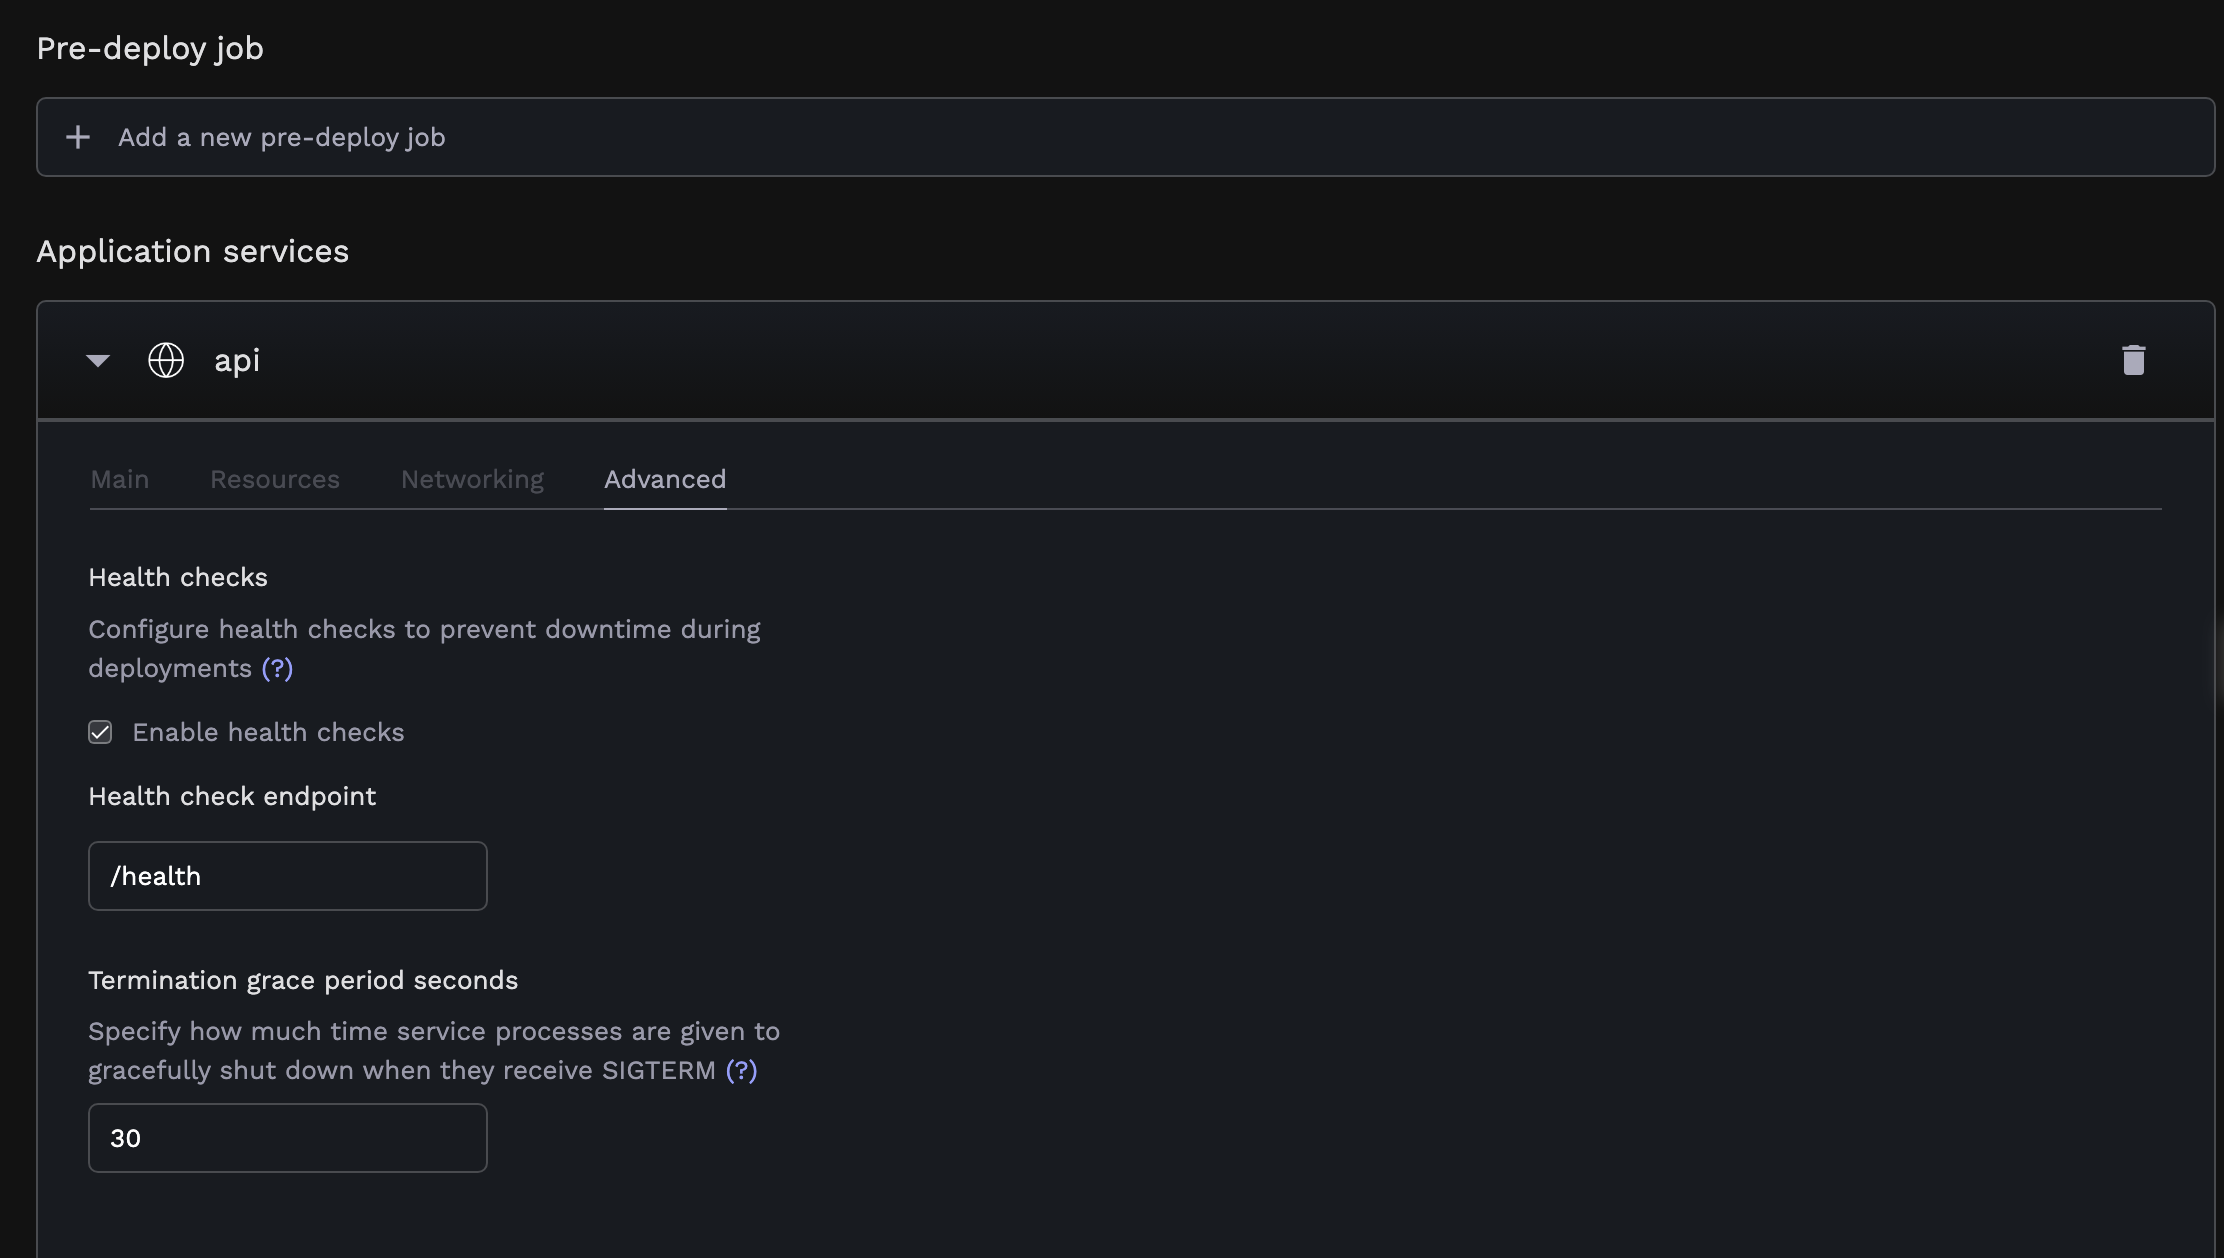 Pre-deploy job
Add a new pre-deploy job
Application services
api
Main Resources Networking Advanced
Health checks
Configure health checks to prevent downtime during
deployments (?)
Enable health checks
Health check endpoint
/health
Termination grace period seconds
Specify how much time service processes are given to
gracefully shut down when they receive SIGTERM (?)
30